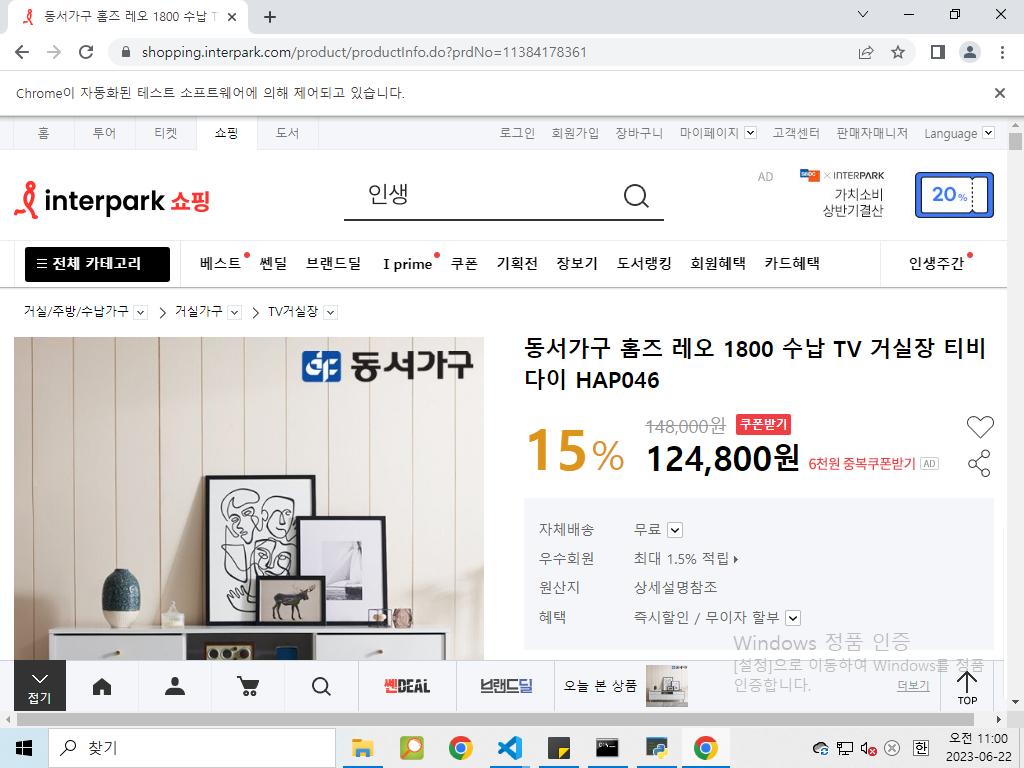 동서가구 홈즈 레오 1800 수납 T
shopping.interpark.com/product/productInfo.do?prdNo=11384178361
Chrome이 자동화된 테스트 소프트웨어에 의해 제어되고 있습니다.
홈 투어 티켓 쇼핑 도서 로그인 회원가입 장바구니 마이페이지 고객센터 판매자매니저 Language
interpark 쇼핑
인생
AD
SBDC × INTERPARK
가치소비
상반기결산
20%
전체 카테고리 베스트 쎈딜 브랜드딜 I prime 쿠폰 기획전 장보기 도서랭킹 회원혜택 카드혜택 인생주간
거실/주방/수납가구 > 거실가구 > TV거실장
동서가구
동서가구 홈즈 레오 1800 수납 TV 거실장 티비
다이 HAP046
15%
148,000원 쿠폰받기
124,800원 6천원 중복쿠폰받기 AD
자체배송 무료
우수회원 최대 1.5% 적립
원산지 상세설명참조
혜택 즉시할인 / 무이자 할부
Windows 정품 인증
[설정]으로 이동하여 Windows를 정품
인증합니다.
접기
쎈DEAL
브랜드딜
오늘 본 상품
더보기
TOP
찾기
한
오전 11:00
2023-06-22